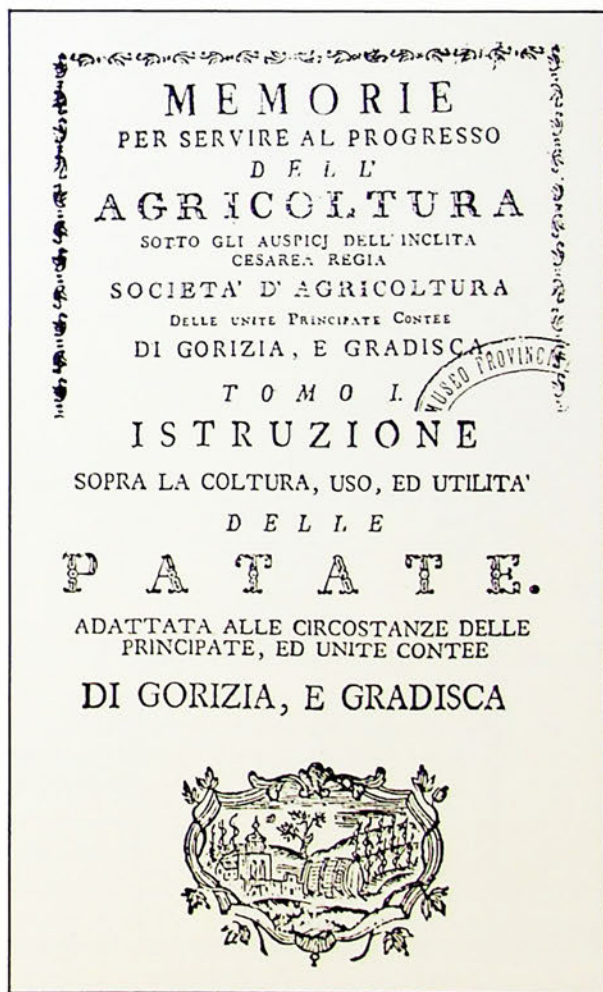 MEMORIE
PER SERVIRE AL PROGRESSO
DELL'
AGRICOLTURA
SOTTO GLI AUSPICJ DELL'INCLITA
CESAREA REGIA
SOCIETA' D'AGRICOLTURA
DELLE UNITE PRINCIPATE CONTEE
DI GORIZIA, E GRADISCA
MUSEO
TOMO I.
ISTRUZIONE
SOPRA LA COLTURA, USO, ED UTILITA'
DELLE
PATATE.
ADATTATA ALLE CIRCOSTANZE DELLE
PRINCIPATE, ED UNITE CONTEE
DI GORIZIA, E GRADISCA